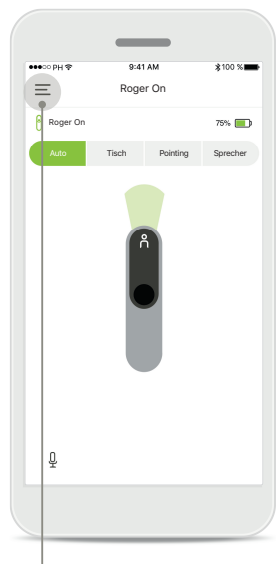 PH 9:41 AM 100 %
Roger On
Roger On 75%
Auto Tisch Pointing Sprecher